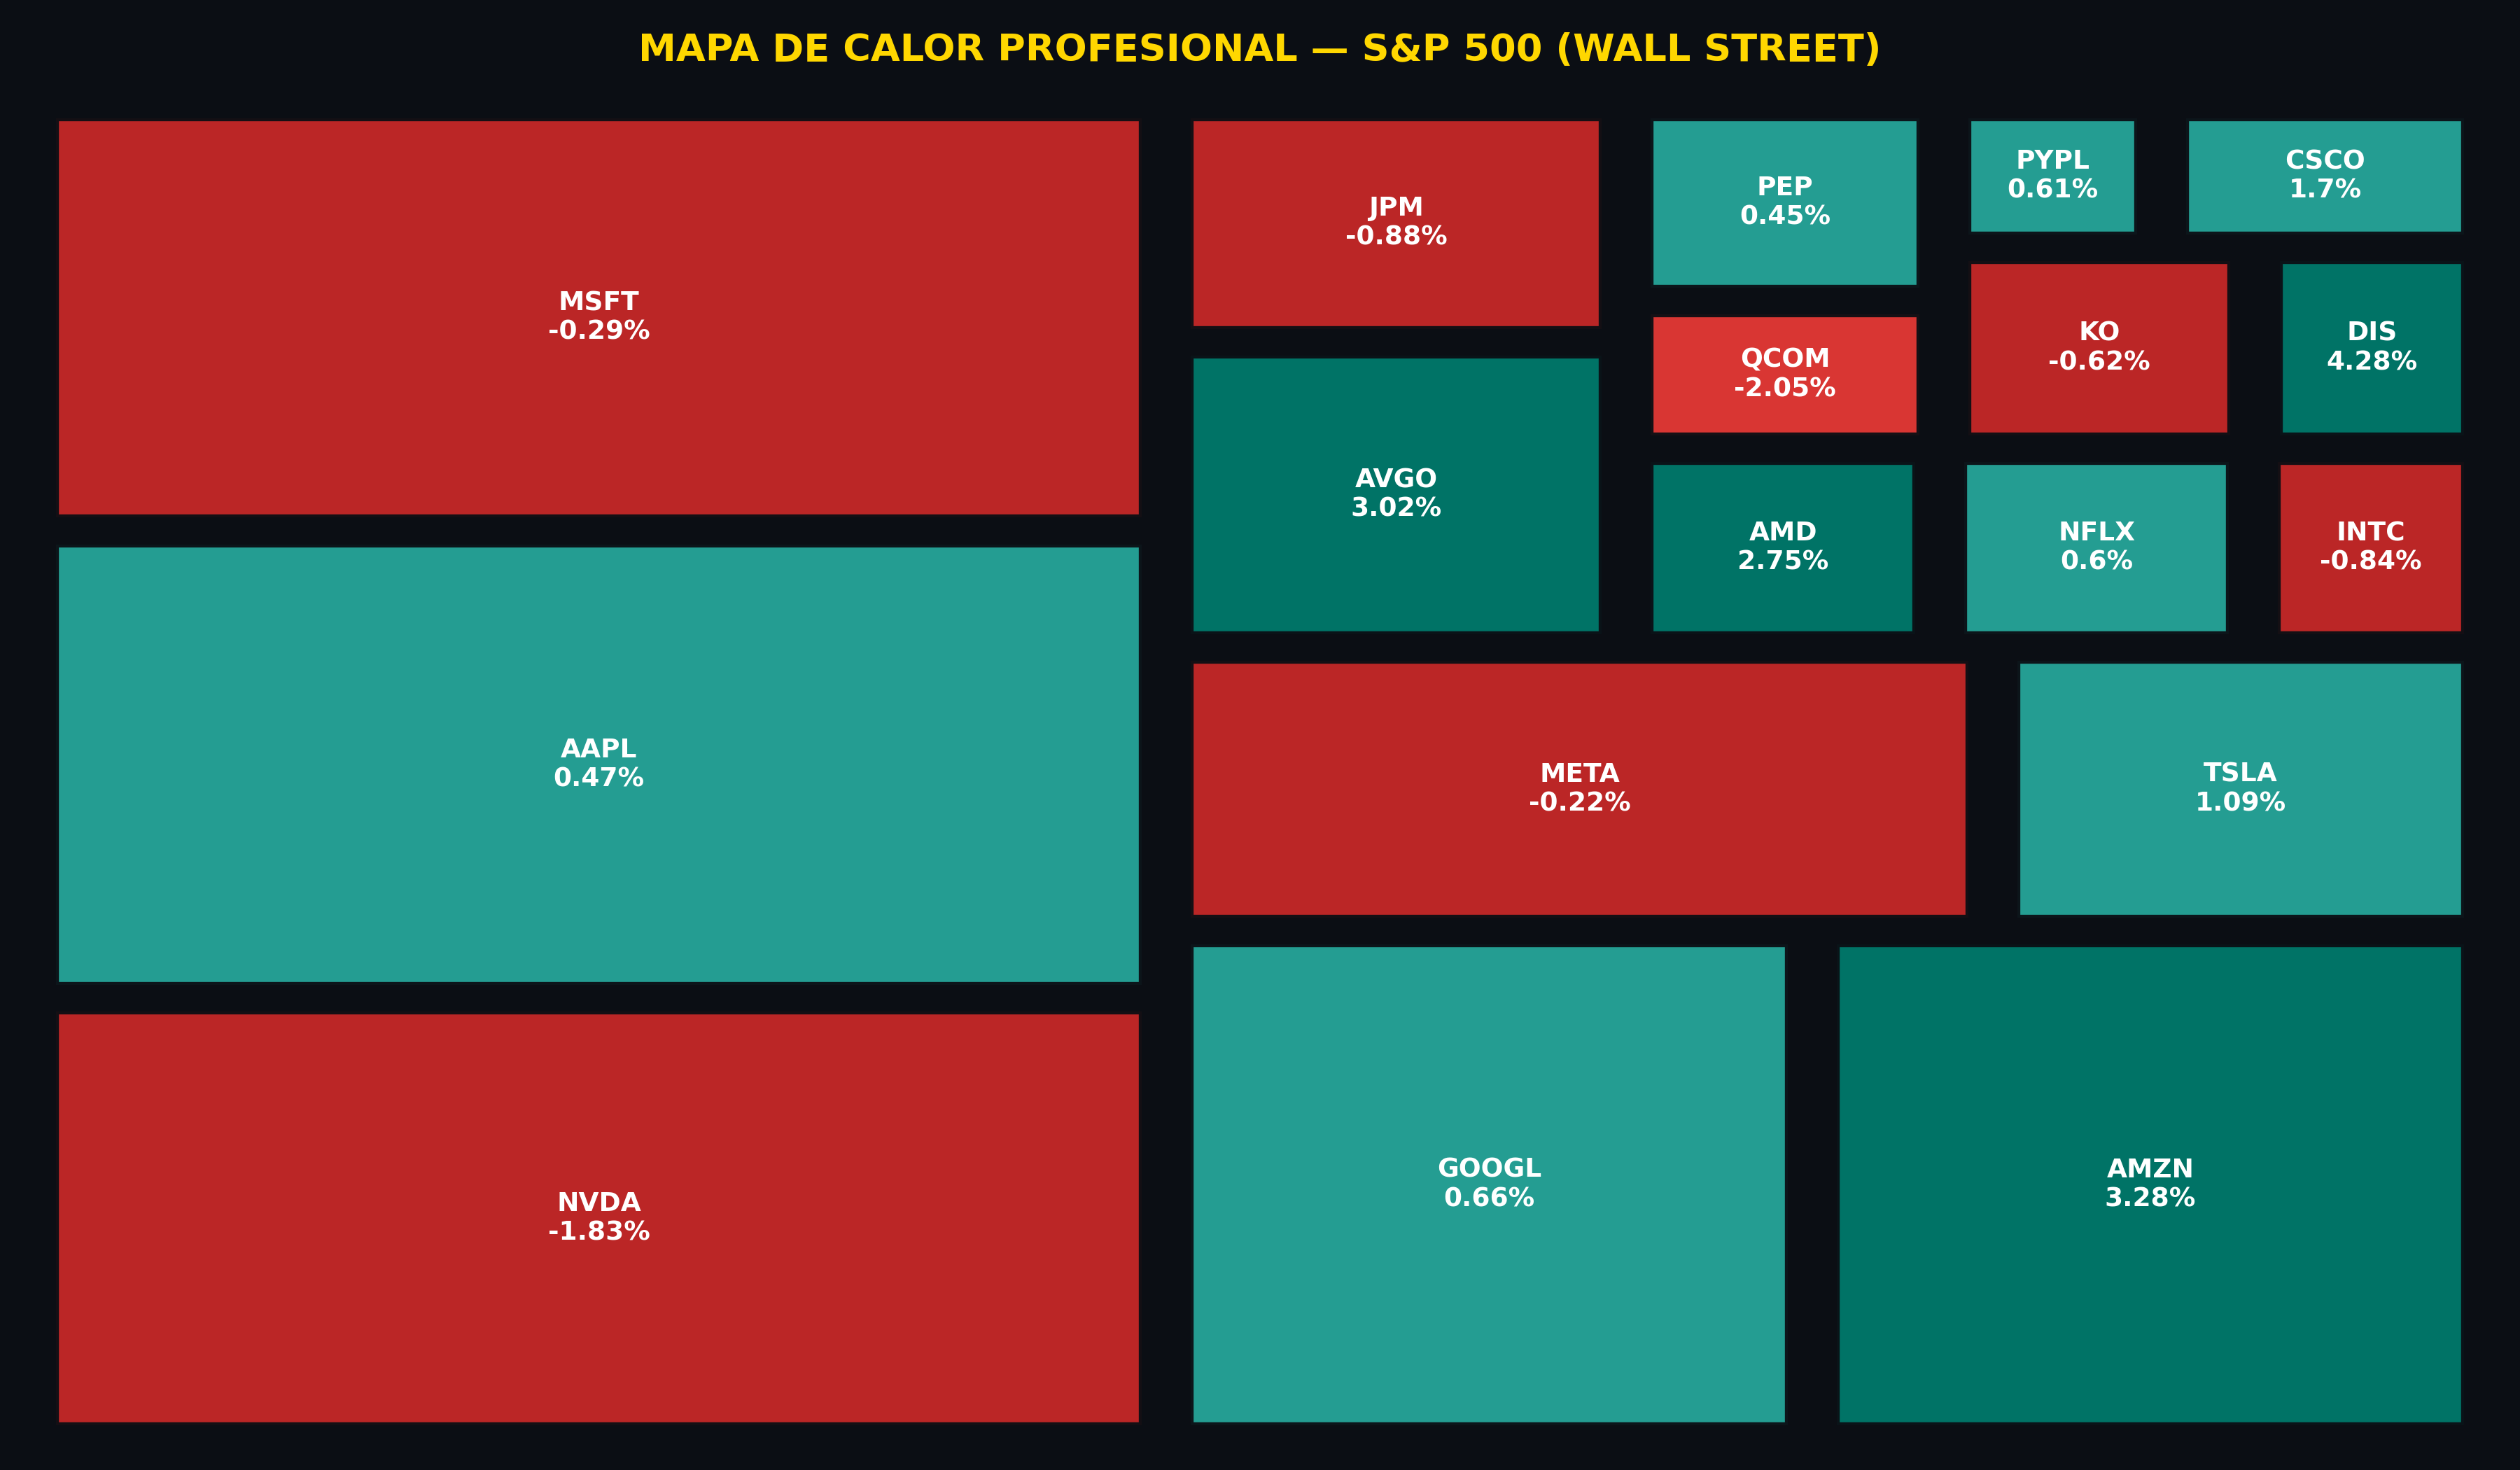 MAPA DE CALOR PROFESIONAL — S&P 500 (WALL STREET)
MSFT
-0.29%
AAPL
0.47%
NVDA
-1.83%
JPM
-0.88%
AVGO
3.02%
PEP
0.45%
QCOM
-2.05%
AMD
2.75%
PYPL
0.61%
CSCO
1.7%
KO
-0.62%
DIS
4.28%
NFLX
0.6%
INTC
-0.84%
META
-0.22%
TSLA
1.09%
GOOGL
0.66%
AMZN
3.28%